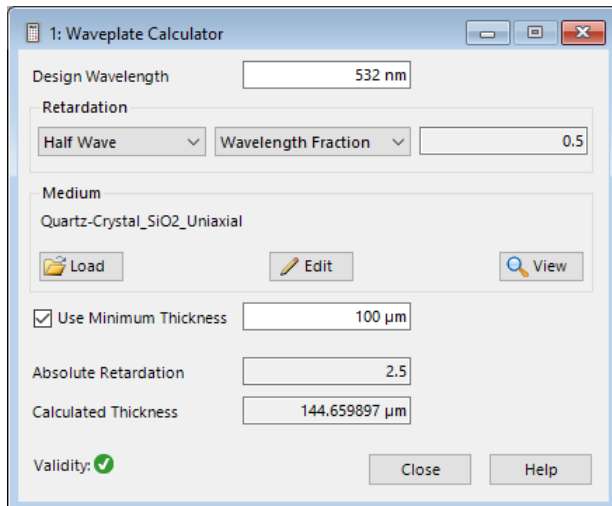 1: Waveplate Calculator
Design Wavelength 532 nm
Retardation
Half Wave Wavelength Fraction 0.5
Medium
Quartz-Crystal_SiO2_Uniaxial
Load Edit View
Use Minimum Thickness 100 µm
Absolute Retardation 2.5
Calculated Thickness 144.659897 µm
Validity: Close Help